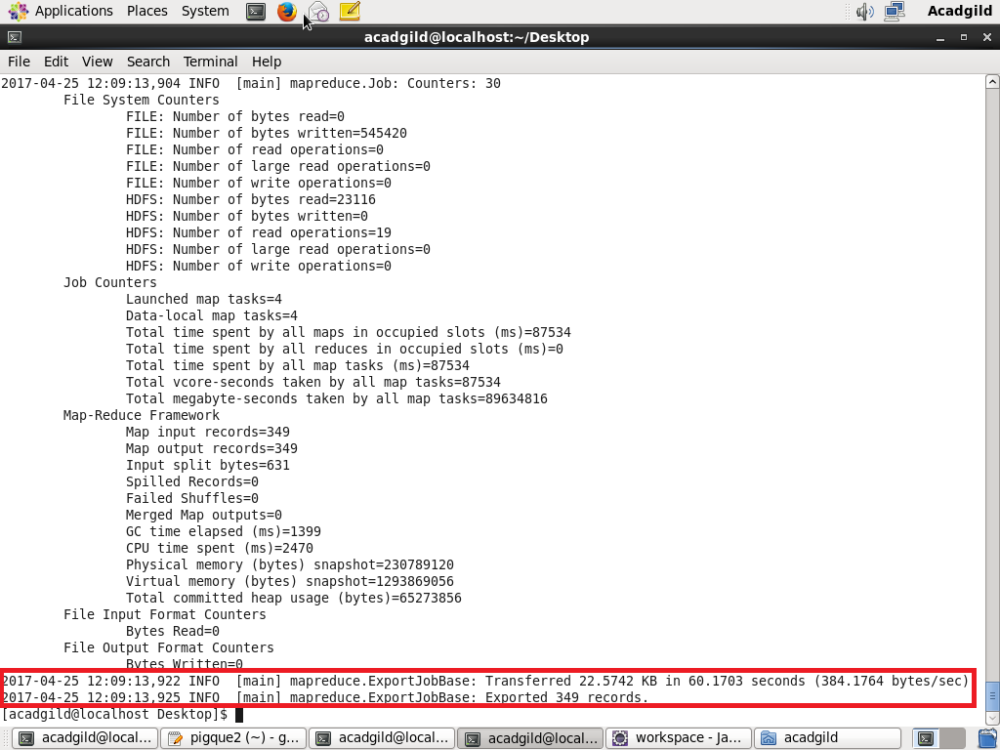 Applications Places System Acadgild
acadgild@localhost:~/Desktop
File Edit View Search Terminal Help
2017-04-25 12:09:13,904 INFO  [main] mapreduce.Job: Counters: 30
File System Counters
FILE: Number of bytes read=0
FILE: Number of bytes written=545420
FILE: Number of read operations=0
FILE: Number of large read operations=0
FILE: Number of write operations=0
HDFS: Number of bytes read=23116
HDFS: Number of bytes written=0
HDFS: Number of read operations=19
HDFS: Number of large read operations=0
HDFS: Number of write operations=0
Job Counters
Launched map tasks=4
Data-local map tasks=4
Total time spent by all maps in occupied slots (ms)=87534
Total time spent by all reduces in occupied slots (ms)=0
Total time spent by all map tasks (ms)=87534
Total vcore-seconds taken by all map tasks=87534
Total megabyte-seconds taken by all map tasks=89634816
Map-Reduce Framework
Map input records=349
Map output records=349
Input split bytes=631
Spilled Records=0
Failed Shuffles=0
Merged Map outputs=0
GC time elapsed (ms)=1399
CPU time spent (ms)=2470
Physical memory (bytes) snapshot=230789120
Virtual memory (bytes) snapshot=1293869056
Total committed heap usage (bytes)=65273856
File Input Format Counters
Bytes Read=0
File Output Format Counters
Bytes Written=0
2017-04-25 12:09:13,922 INFO  [main] mapreduce.ExportJobBase: Transferred 22.5742 KB in 60.1703 seconds (384.1764 bytes/sec)
2017-04-25 12:09:13,925 INFO  [main] mapreduce.ExportJobBase: Exported 349 records.
[acadgild@localhost Desktop]$
acadgild@local... pigque2 (~) - g... acadgild@local... acadgild@local... workspace - Ja... acadgild